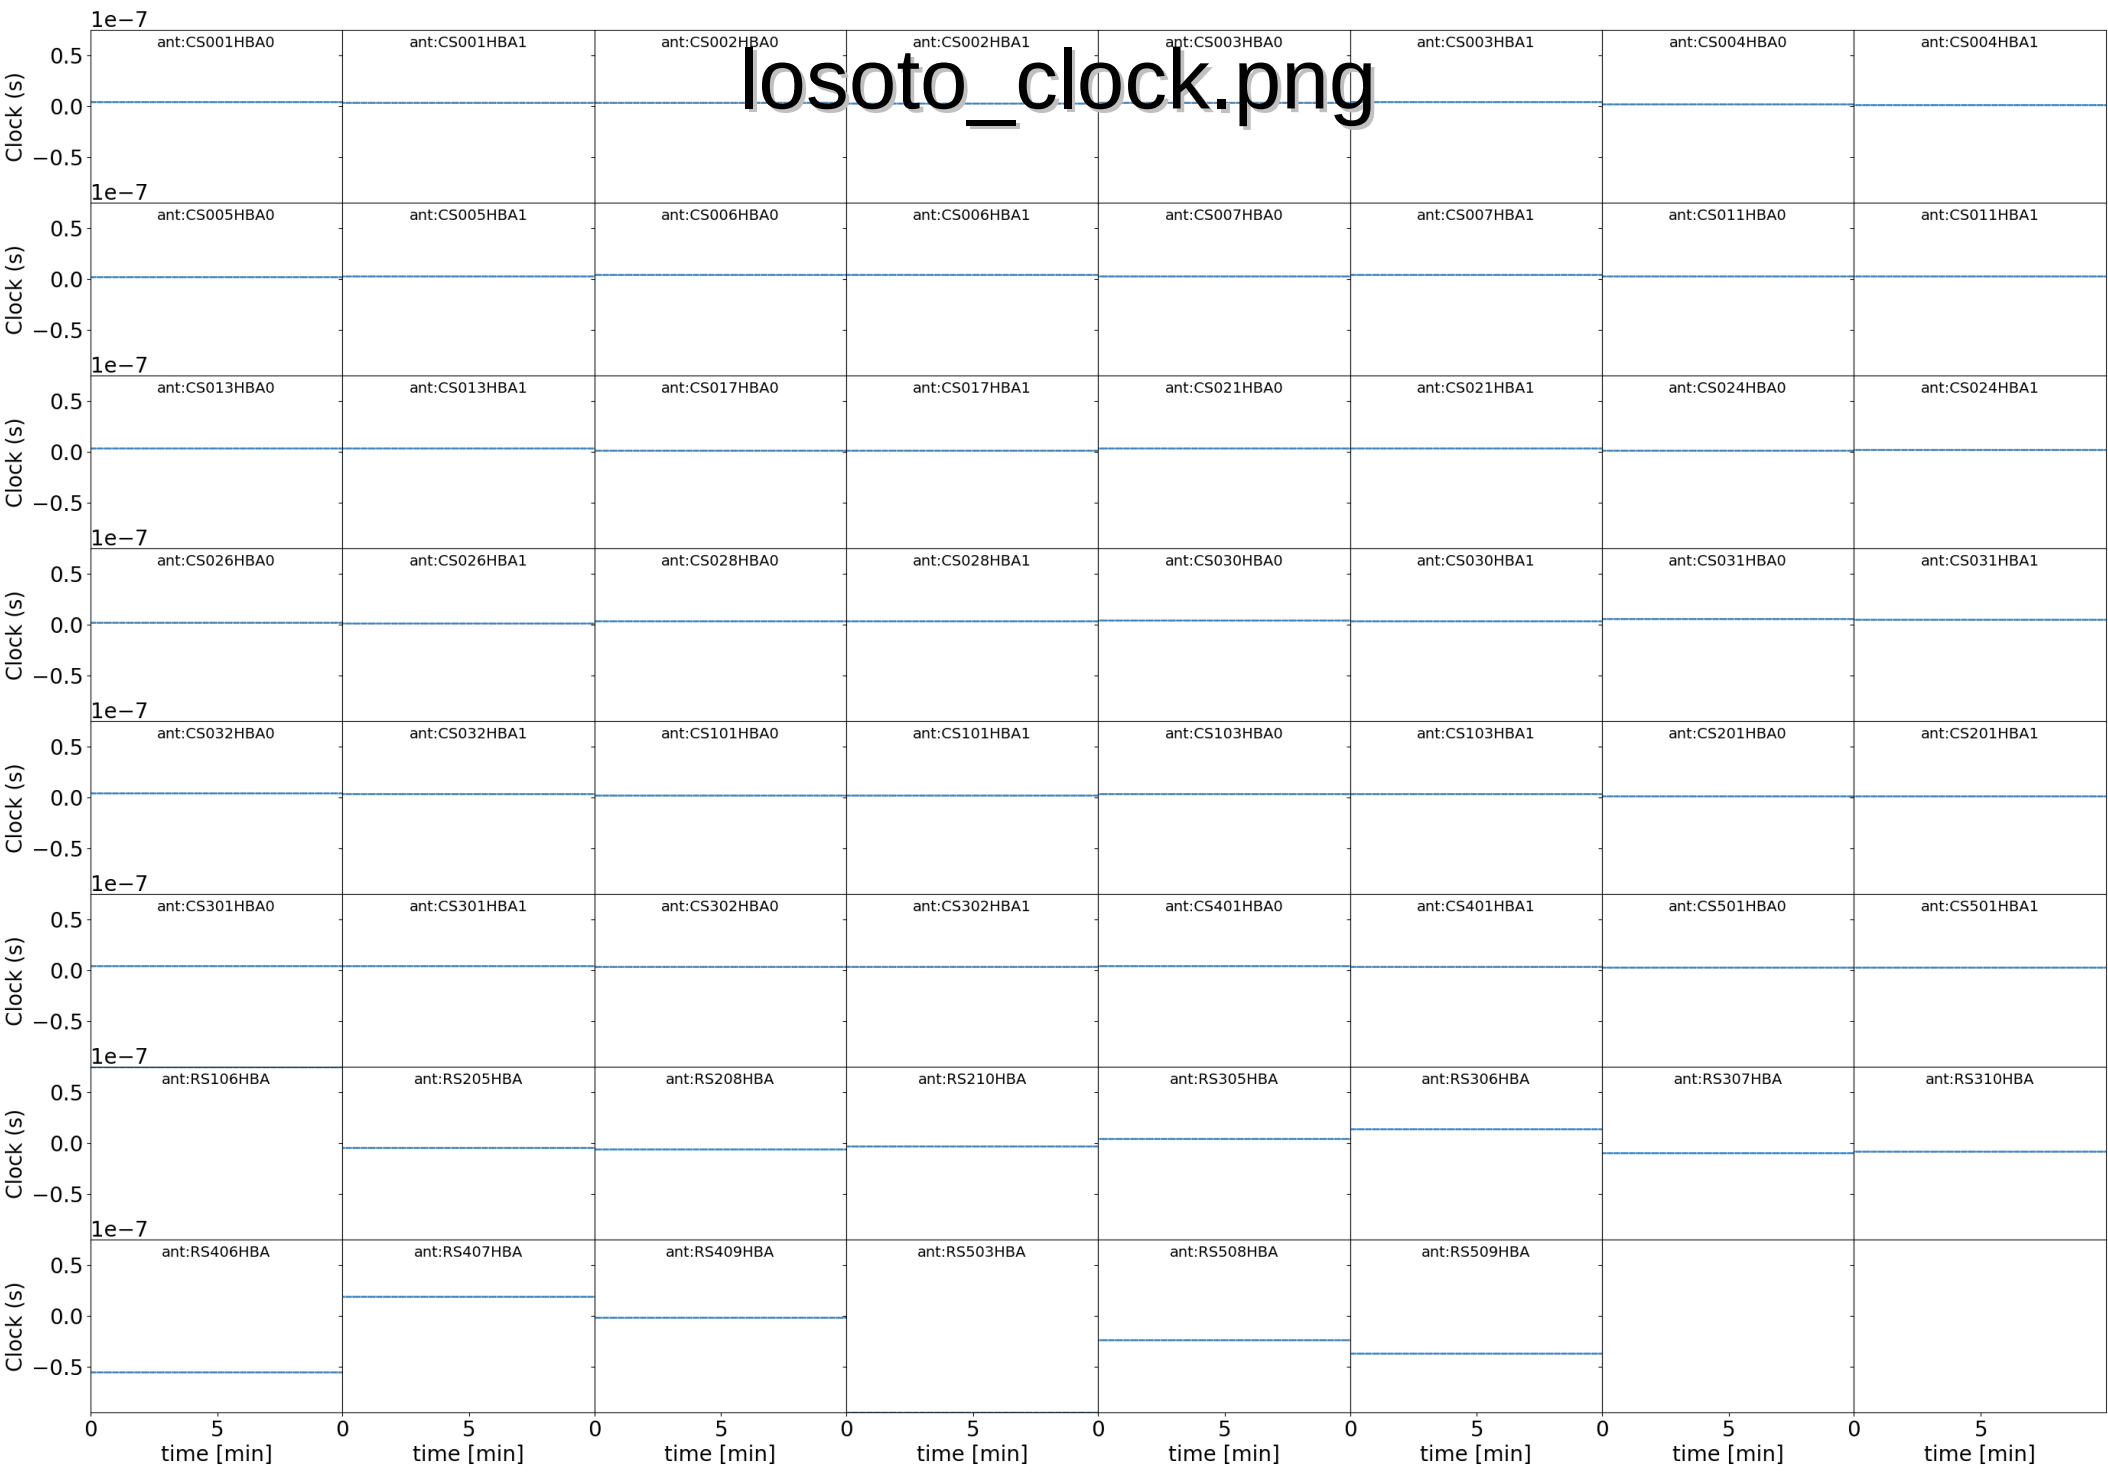 1e−7
ant:CS001HBA0 ant:CS001HBA1 ant:CS002HBA0 ant:CS002HBA1 ant:CS003HBA0 ant:CS003HBA1 ant:CS004HBA0 ant:CS004HBA1
losoto_clock.png
0.5
0.0
−0.5
Clock (s)
1e−7
ant:CS005HBA0 ant:CS005HBA1 ant:CS006HBA0 ant:CS006HBA1 ant:CS007HBA0 ant:CS007HBA1 ant:CS011HBA0 ant:CS011HBA1
0.5
0.0
−0.5
Clock (s)
1e−7
ant:CS013HBA0 ant:CS013HBA1 ant:CS017HBA0 ant:CS017HBA1 ant:CS021HBA0 ant:CS021HBA1 ant:CS024HBA0 ant:CS024HBA1
0.5
0.0
−0.5
Clock (s)
1e−7
ant:CS026HBA0 ant:CS026HBA1 ant:CS028HBA0 ant:CS028HBA1 ant:CS030HBA0 ant:CS030HBA1 ant:CS031HBA0 ant:CS031HBA1
0.5
0.0
−0.5
Clock (s)
1e−7
ant:CS032HBA0 ant:CS032HBA1 ant:CS101HBA0 ant:CS101HBA1 ant:CS103HBA0 ant:CS103HBA1 ant:CS201HBA0 ant:CS201HBA1
0.5
0.0
−0.5
Clock (s)
1e−7
ant:CS301HBA0 ant:CS301HBA1 ant:CS302HBA0 ant:CS302HBA1 ant:CS401HBA0 ant:CS401HBA1 ant:CS501HBA0 ant:CS501HBA1
0.5
0.0
−0.5
Clock (s)
1e−7
ant:RS106HBA ant:RS205HBA ant:RS208HBA ant:RS210HBA ant:RS305HBA ant:RS306HBA ant:RS307HBA ant:RS310HBA
0.5
0.0
−0.5
Clock (s)
1e−7
ant:RS406HBA ant:RS407HBA ant:RS409HBA ant:RS503HBA ant:RS508HBA ant:RS509HBA
0.5
0.0
−0.5
Clock (s)
0 5 0 5 0 5 0 5 0 5 0 5 0 5 0 5
time [min] time [min] time [min] time [min] time [min] time [min] time [min] time [min]